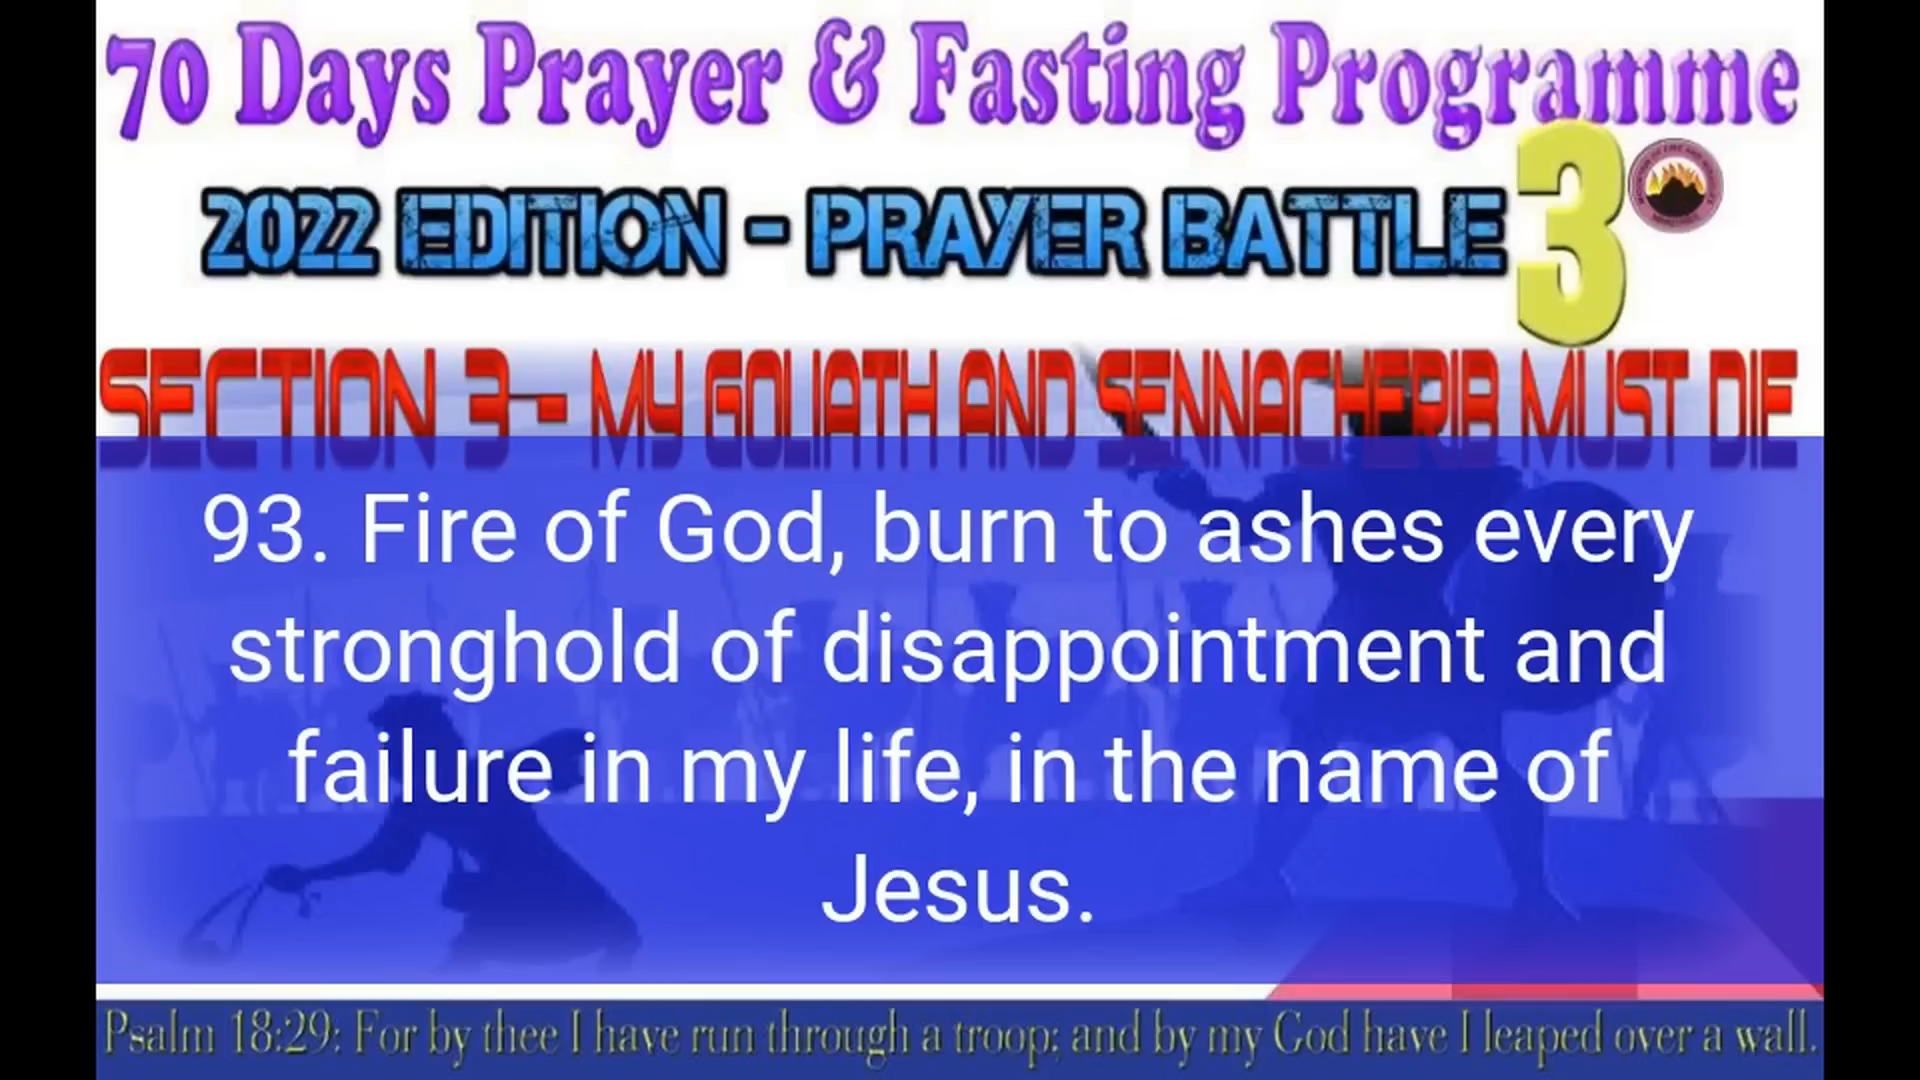 70 Days Prayer & Fasting Programme
2022 EDITION - PRAYER BATTLE 3
SECTION 3 - MY GOLIATH AND SENNACHERIB MUST DIE
93. Fire of God, burn to ashes every
stronghold of disappointment and
failure in my life, in the name of
Jesus.
Psalm 18:29: For by thee I have run through a troop; and by my God have I leaped over a wall.